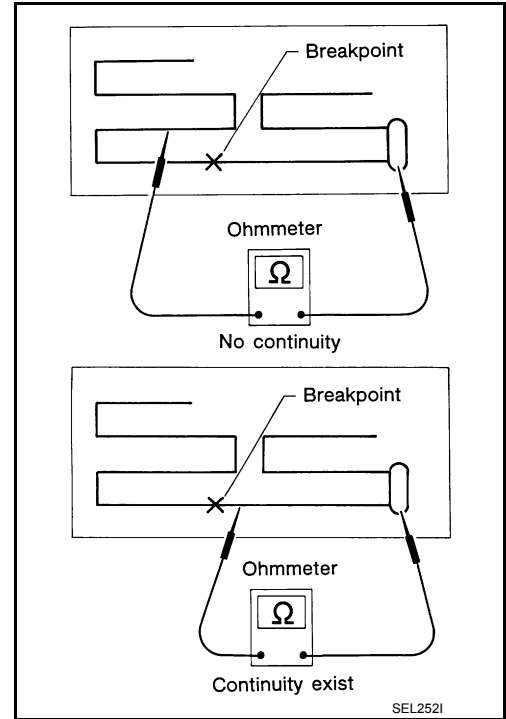 Breakpoint
Ohmmeter
Ω
No continuity
Breakpoint
Ohmmeter
Ω
Continuity exist
SEL252I